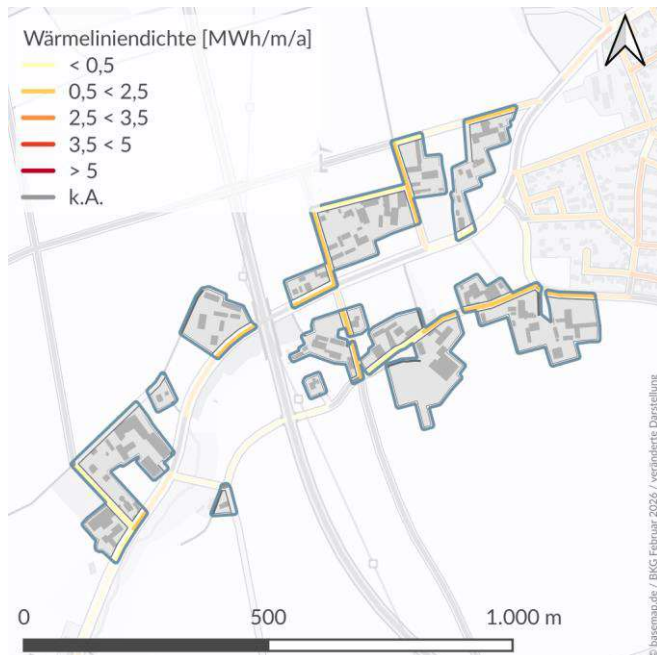 Wärmeliniendichte [MWh/m/a]
< 0,5
0,5 < 2,5
2,5 < 3,5
3,5 < 5
> 5
k.A.
0 500 1.000 m
© basemap.de / BKG Februar 2026 / veränderte Darstellung